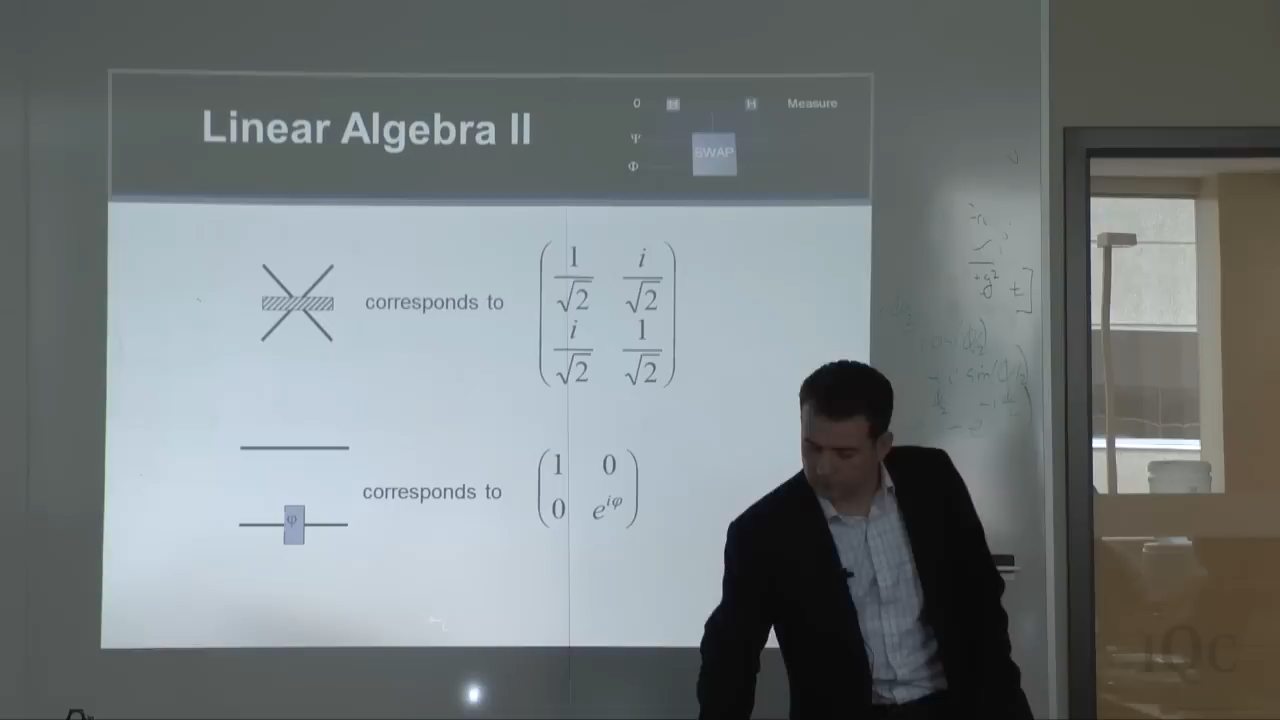 Linear Algebra II
0 H H Measure
Ψ
SWAP
Φ
corresponds to
1 i
√2 √2
i 1
√2 √2
corresponds to
1 0
0 e^{iφ}
φ
IQC